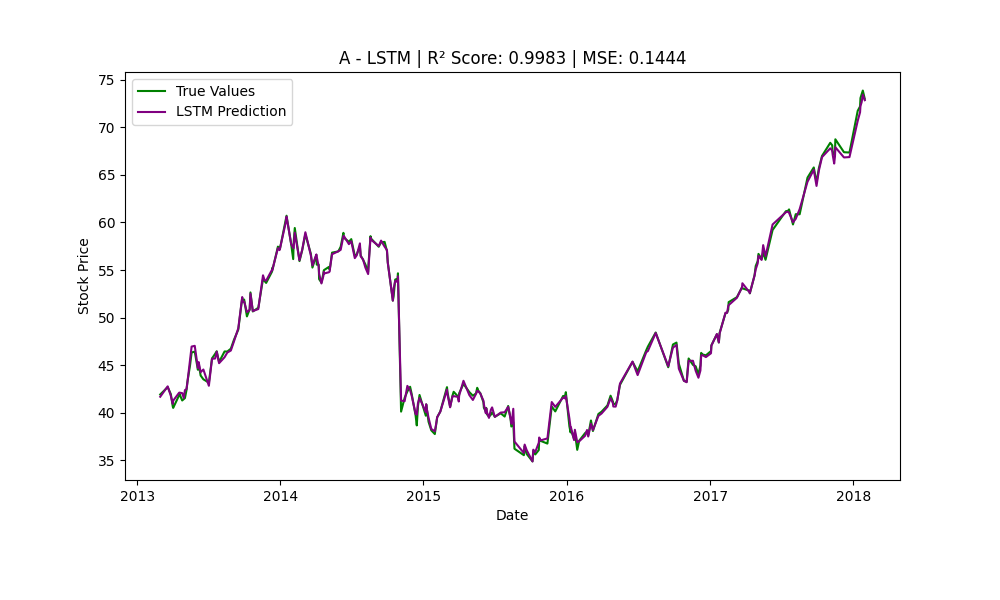 A - LSTM | R² Score: 0.9983 | MSE: 0.1444
True Values
LSTM Prediction
Stock Price
75
70
65
60
55
50
45
40
35
2013 2014 2015 2016 2017 2018
Date